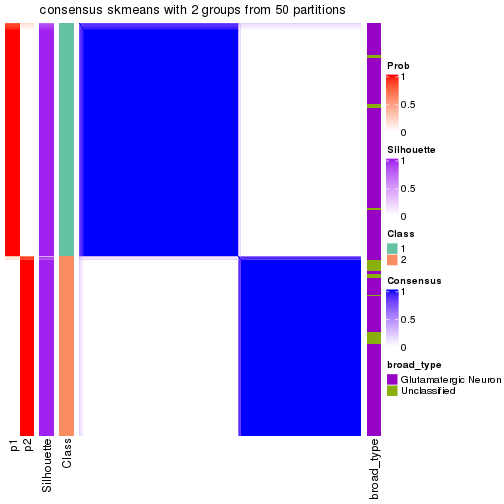 consensus skmeans with 2 groups from 50 partitions
Prob
1
0.5
0
Silhouette
1
0.5
0
Class
1
2
Consensus
1
0.5
0
broad_type
Glutamatergic Neuron
Unclassified
p1
p2
Silhouette
Class
broad_type